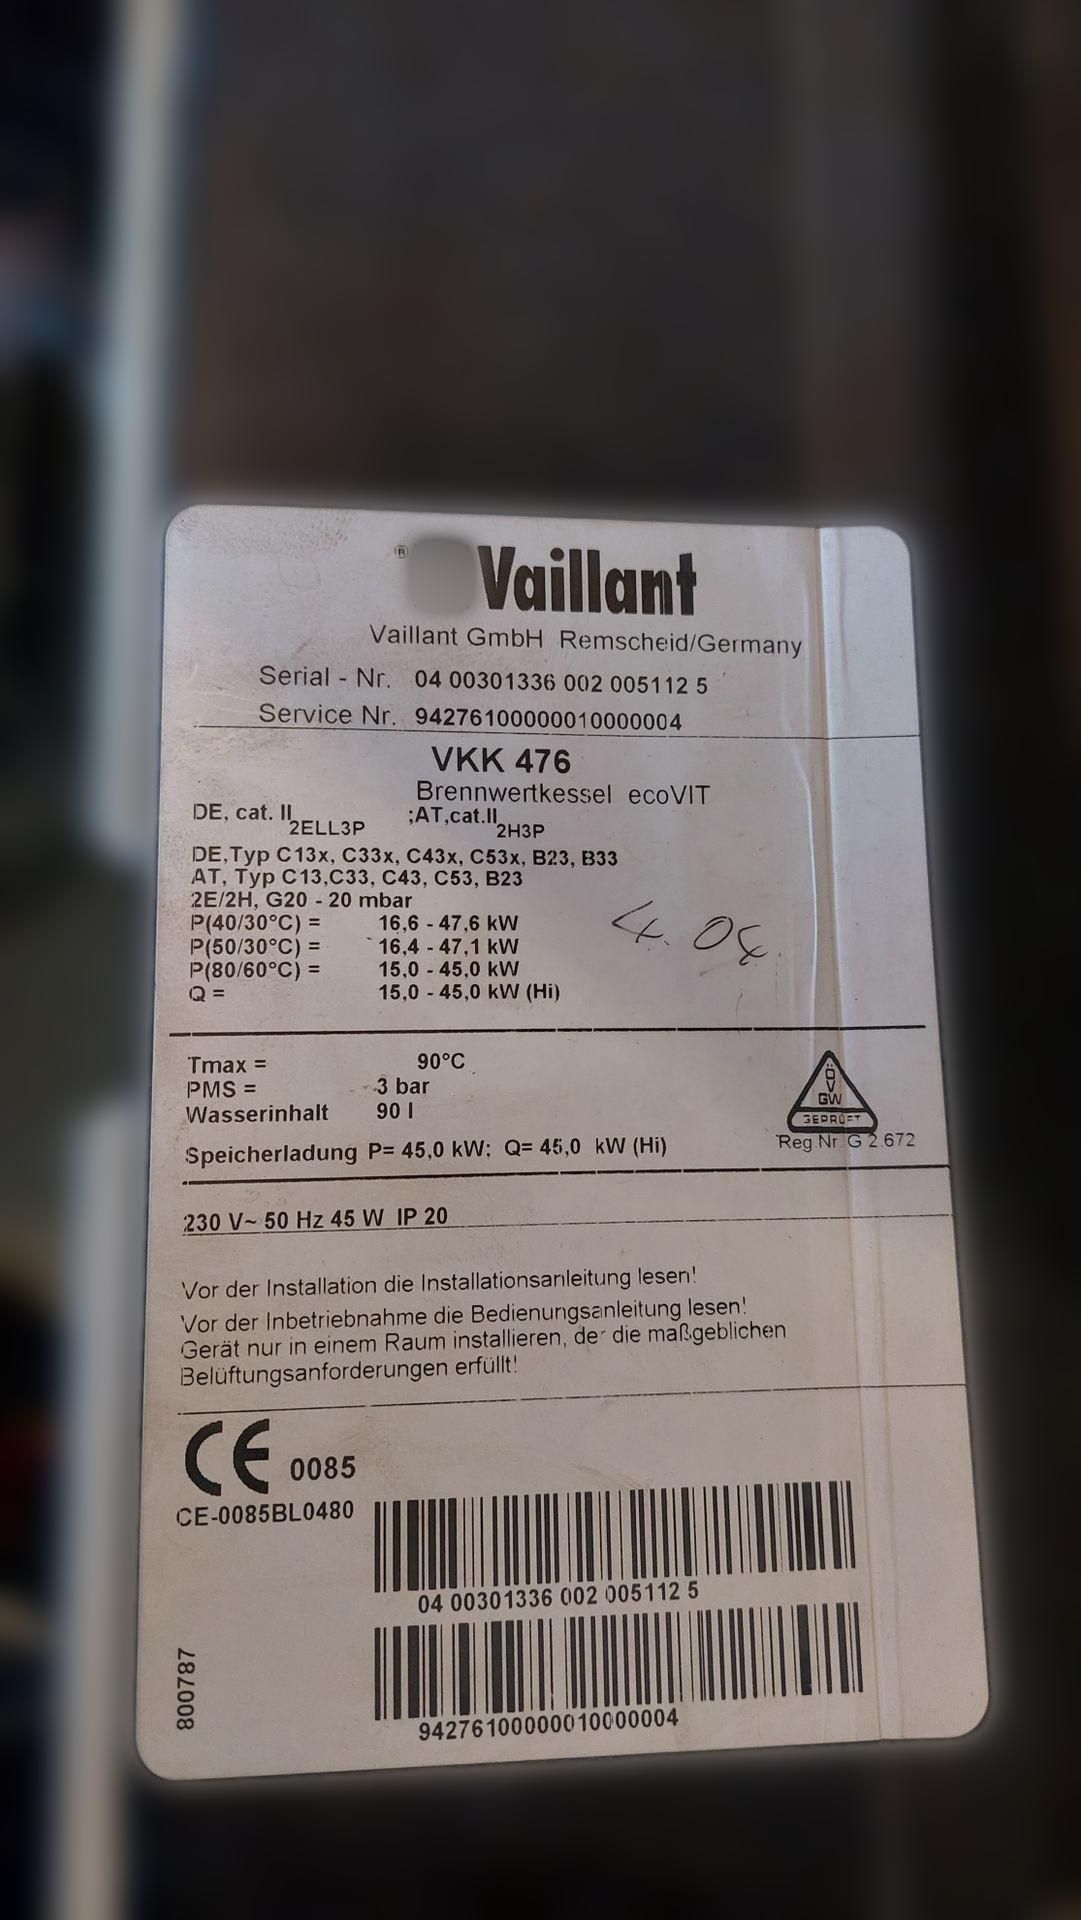 ®
Vaillant
Vaillant GmbH Remscheid/Germany
Serial - Nr. 04 00301336 002 005112 5
Service Nr. 94276100000010000004
VKK 476
Brennwertkessel ecoVIT
DE, cat. II 2ELL3P ;AT,cat.II 2H3P
DE,Typ C13x, C33x, C43x, C53x, B23, B33
AT, Typ C13,C33, C43, C53, B23
2E/2H, G20 - 20 mbar
P(40/30°C) = 16,6 - 47,6 kW
P(50/30°C) = 16,4 - 47,1 kW
P(80/60°C) = 15,0 - 45,0 kW
Q = 15,0 - 45,0 kW (Hi)
4.04
Tmax = 90°C
PMS = 3 bar
Wasserinhalt 90 l
Speicherladung P= 45,0 kW; Q= 45,0 kW (Hi)
ÖVGW
GEPRÜFT
Reg Nr G 2.672
230 V~ 50 Hz 45 W IP 20
Vor der Installation die Installationsanleitung lesen!
Vor der Inbetriebnahme die Bedienungsanleitung lesen!
Gerät nur in einem Raum installieren, der die maßgeblichen
Belüftungsanforderungen erfüllt!
CE 0085
CE-0085BL0480
04 00301336 002 005112 5
94276100000010000004
800787